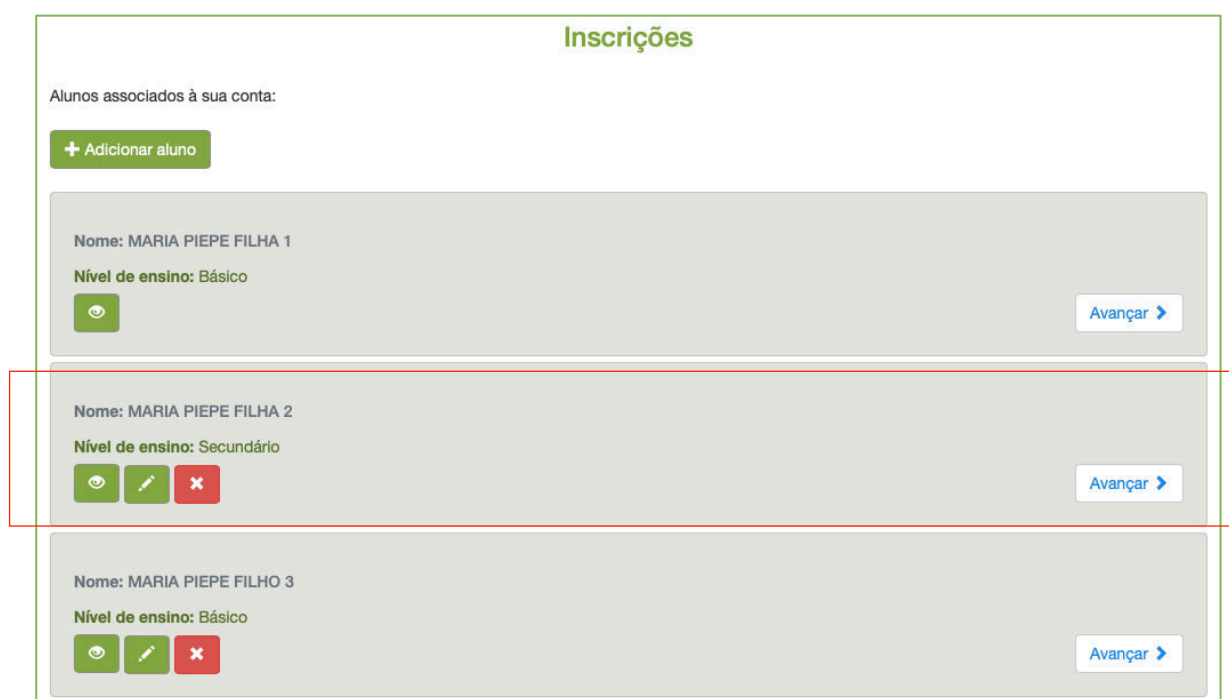 Inscrições
Alunos associados à sua conta:
Adicionar aluno
Nome: MARIA PIEPE FILHA 1
Nível de ensino: Básico
Avançar
Nome: MARIA PIEPE FILHA 2
Nível de ensino: Secundário
Avançar
Nome: MARIA PIEPE FILHO 3
Nível de ensino: Básico
Avançar